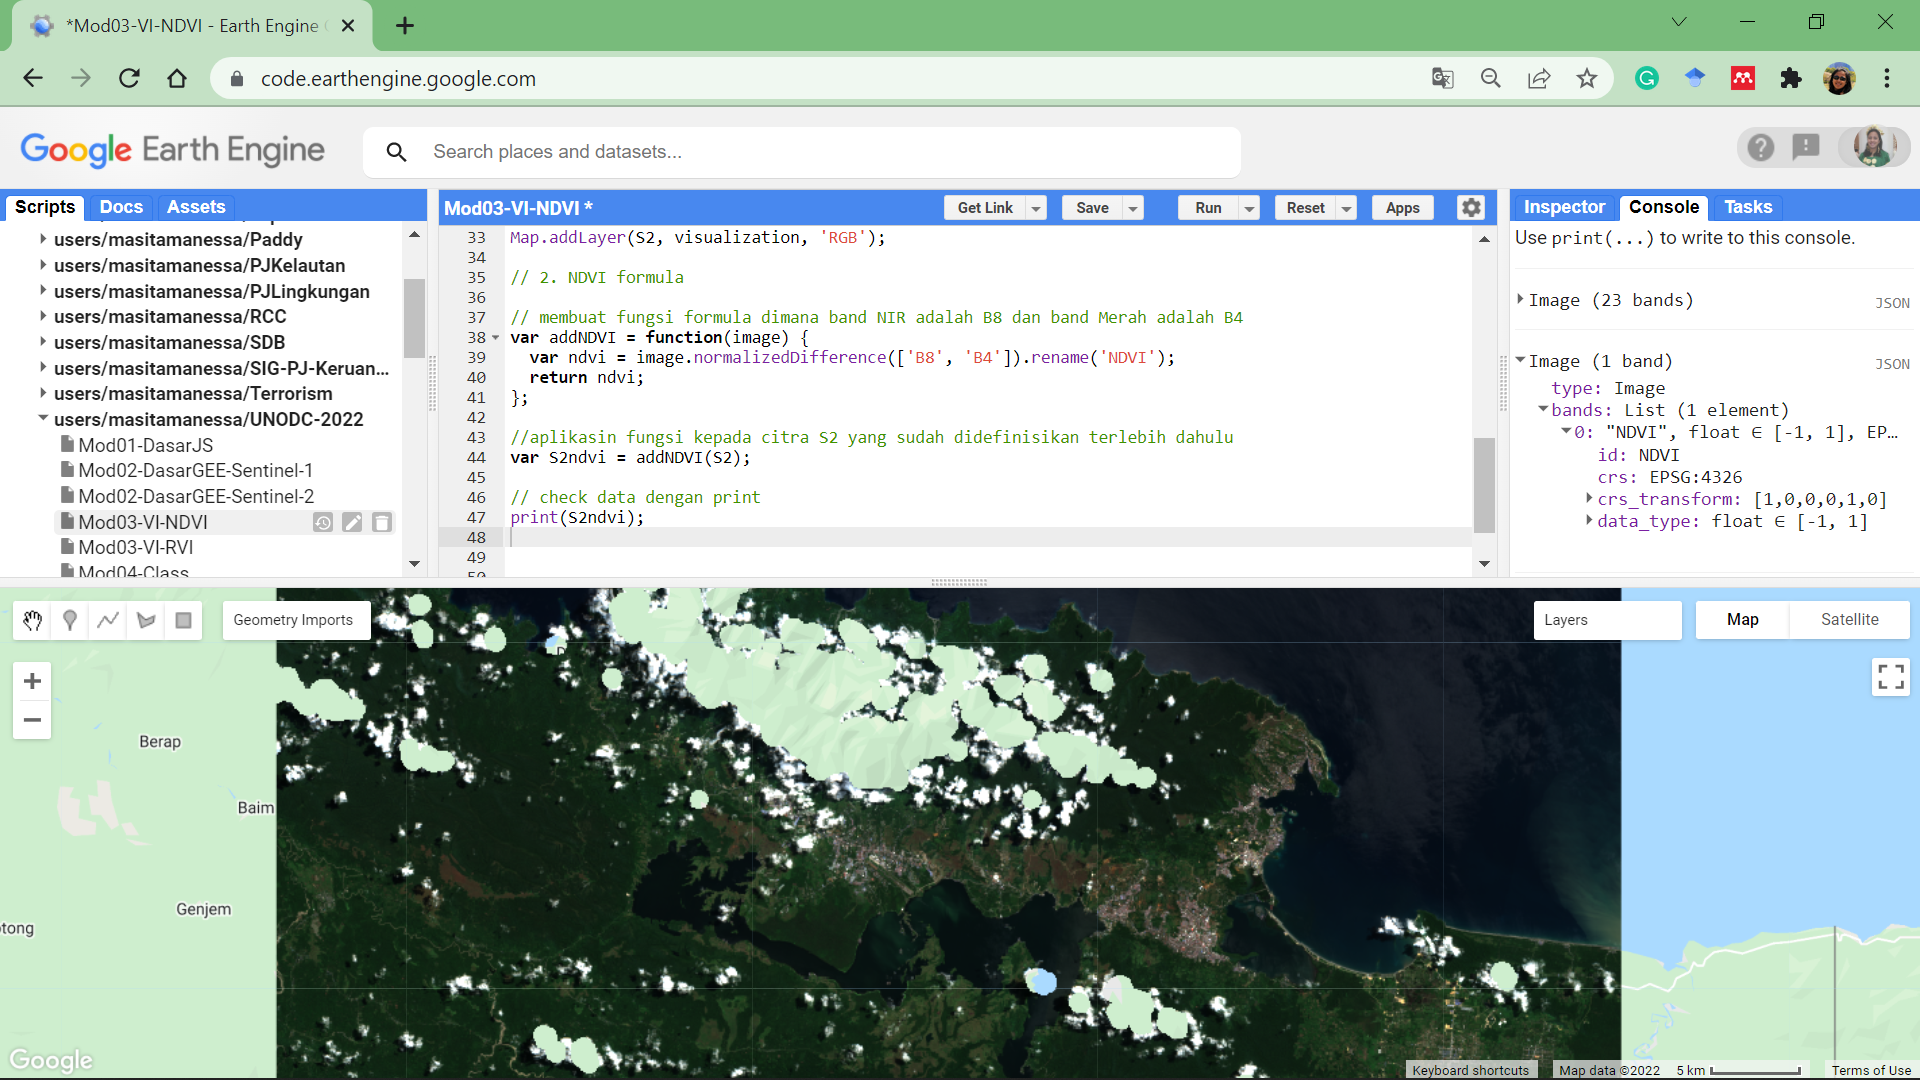 *Mod03-VI-NDVI - Earth Engine
code.earthengine.google.com
Google Earth Engine
Search places and datasets...
Scripts Docs Assets
users/masitamanessa/Paddy
users/masitamanessa/PJKelautan
users/masitamanessa/PJLingkungan
users/masitamanessa/RCC
users/masitamanessa/SDB
users/masitamanessa/SIG-PJ-Keruan...
users/masitamanessa/Terrorism
users/masitamanessa/UNODC-2022
Mod01-DasarJS
Mod02-DasarGEE-Sentinel-1
Mod02-DasarGEE-Sentinel-2
Mod03-VI-NDVI
Mod03-VI-RVI
Mod04-Class
Mod03-VI-NDVI *
Get Link Save Run Reset Apps
33 Map.addLayer(S2, visualization, 'RGB');
34
35 // 2. NDVI formula
36
37 // membuat fungsi formula dimana band NIR adalah B8 dan band Merah adalah B4
38 var addNDVI = function(image) {
39 var ndvi = image.normalizedDifference(['B8', 'B4']).rename('NDVI');
40 return ndvi;
41 };
42
43 //aplikasin fungsi kepada citra S2 yang sudah didefinisikan terlebih dahulu
44 var S2ndvi = addNDVI(S2);
45
46 // check data dengan print
47 print(S2ndvi);
48
49
50
Inspector Console Tasks
Use print(...) to write to this console.
Image (23 bands) JSON
Image (1 band) JSON
type: Image
bands: List (1 element)
0: "NDVI", float ∈ [-1, 1], EP...
id: NDVI
crs: EPSG:4326
crs_transform: [1,0,0,0,1,0]
data_type: float ∈ [-1, 1]
Geometry Imports
Layers
Map Satellite
Berap
Baim
Genjem
tong
Google
Keyboard shortcuts Map data ©2022 5 km Terms of Use